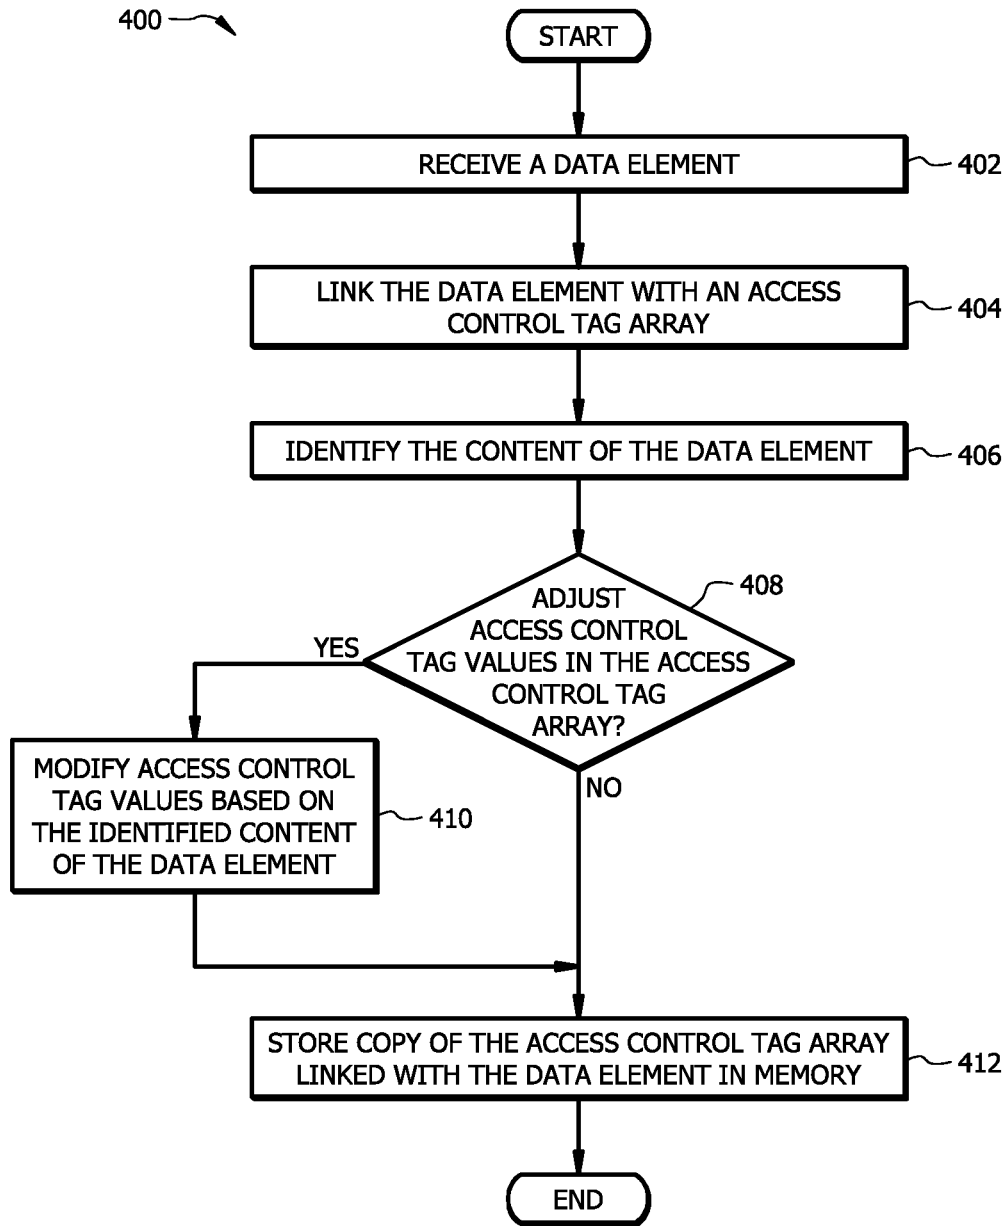 400
START
RECEIVE A DATA ELEMENT
402
LINK THE DATA ELEMENT WITH AN ACCESS
CONTROL TAG ARRAY
404
IDENTIFY THE CONTENT OF THE DATA ELEMENT
406
408
ADJUST
ACCESS CONTROL
TAG VALUES IN THE ACCESS
CONTROL TAG
ARRAY?
YES
NO
MODIFY ACCESS CONTROL
TAG VALUES BASED ON
THE IDENTIFIED CONTENT
OF THE DATA ELEMENT
410
STORE COPY OF THE ACCESS CONTROL TAG ARRAY
LINKED WITH THE DATA ELEMENT IN MEMORY
412
END